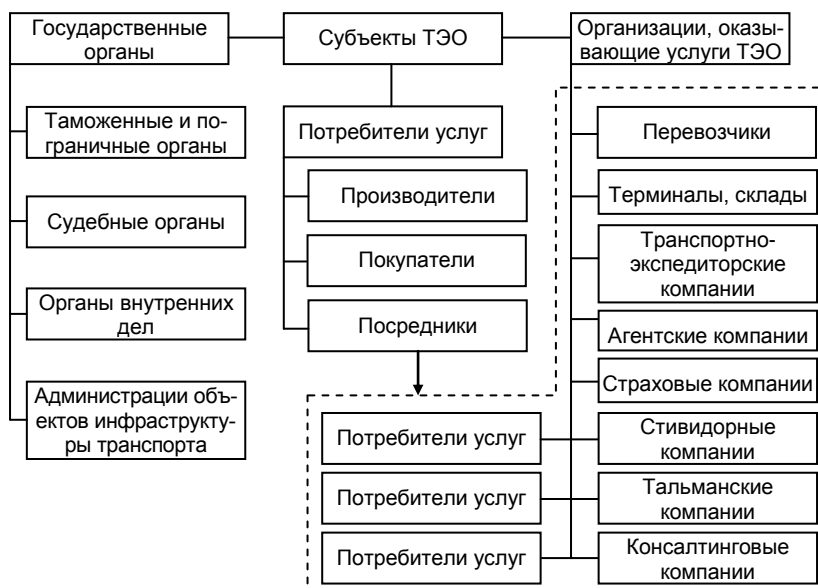 Государственные
органы
Субъекты ТЭО
Организации, оказы-
вающие услуги ТЭО
Таможенные и по-
граничные органы
Судебные органы
Органы внутренних
дел
Администрации объ-
ектов инфраструкту-
ры транспорта
Потребители услуг
Производители
Покупатели
Посредники
Перевозчики
Терминалы, склады
Транспортно-
экспедиторские
компании
Агентские компании
Страховые компании
Потребители услуг
Стивидорные
компании
Потребители услуг
Тальманские
компании
Потребители услуг
Консалтинговые
компании